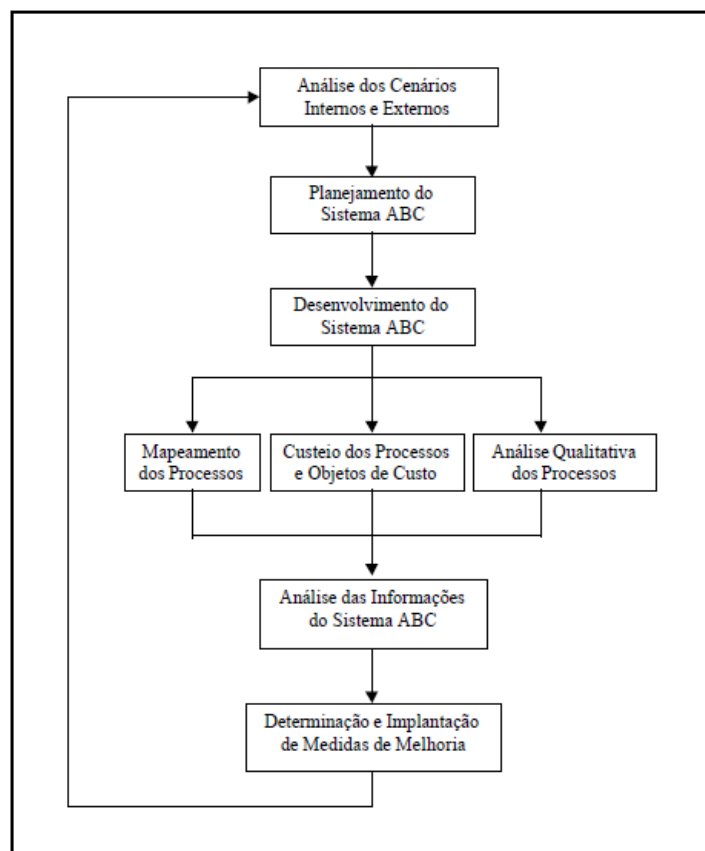 Análise dos Cenários
Internos e Externos
Planejamento do
Sistema ABC
Desenvolvimento do
Sistema ABC
Mapeamento
dos Processos
Custeio dos Processos
e Objetos de Custo
Análise Qualitativa
dos Processos
Análise das Informações
do Sistema ABC
Determinação e Implantação
de Medidas de Melhoria